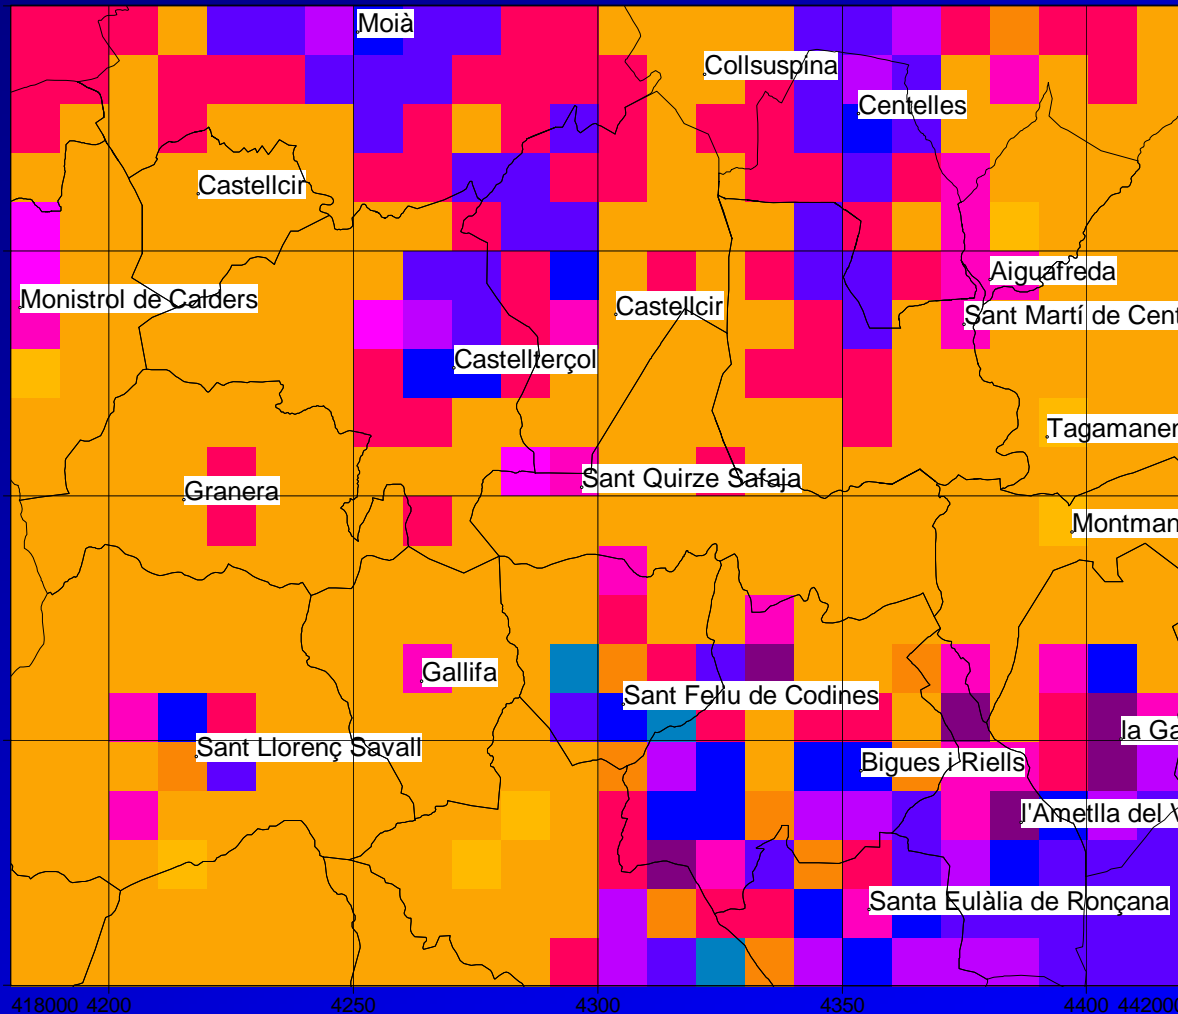 Moià
Collsuspina
Centelles
Castellcir
Aiguafreda
Monistrol de Calders
Castellcir
Sant Martí de Cent
Castellterçol
Tagamaner
Sant Quirze Safaja
Granera
Montman
Gallifa
Sant Feliu de Codines
la Ga
Sant Llorenç Savall
Bigues i Riells
l'Ametlla del V
Santa Eulàlia de Ronçana
418000 4200 4250 4300 4350 4400 442000